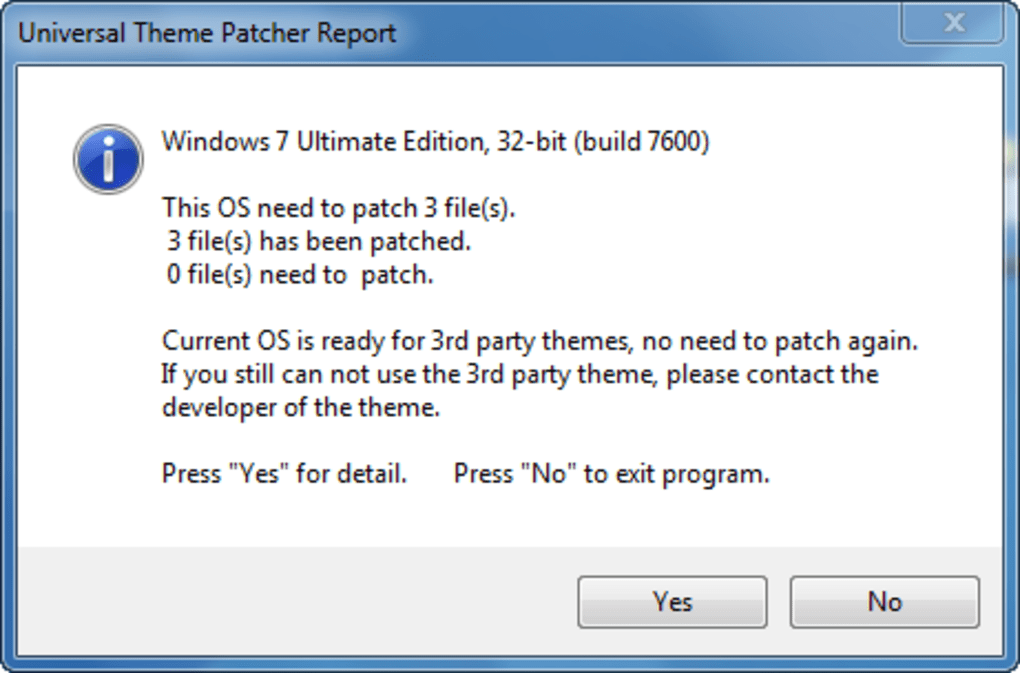 Universal Theme Patcher Report
Windows 7 Ultimate Edition, 32-bit (build 7600)
This OS need to patch 3 file(s).
3 file(s) has been patched.
0 file(s) need to  patch.
Current OS is ready for 3rd party themes, no need to patch again.
If you still can not use the 3rd party theme, please contact the
developer of the theme.
Press "Yes" for detail.      Press "No" to exit program.
Yes
No